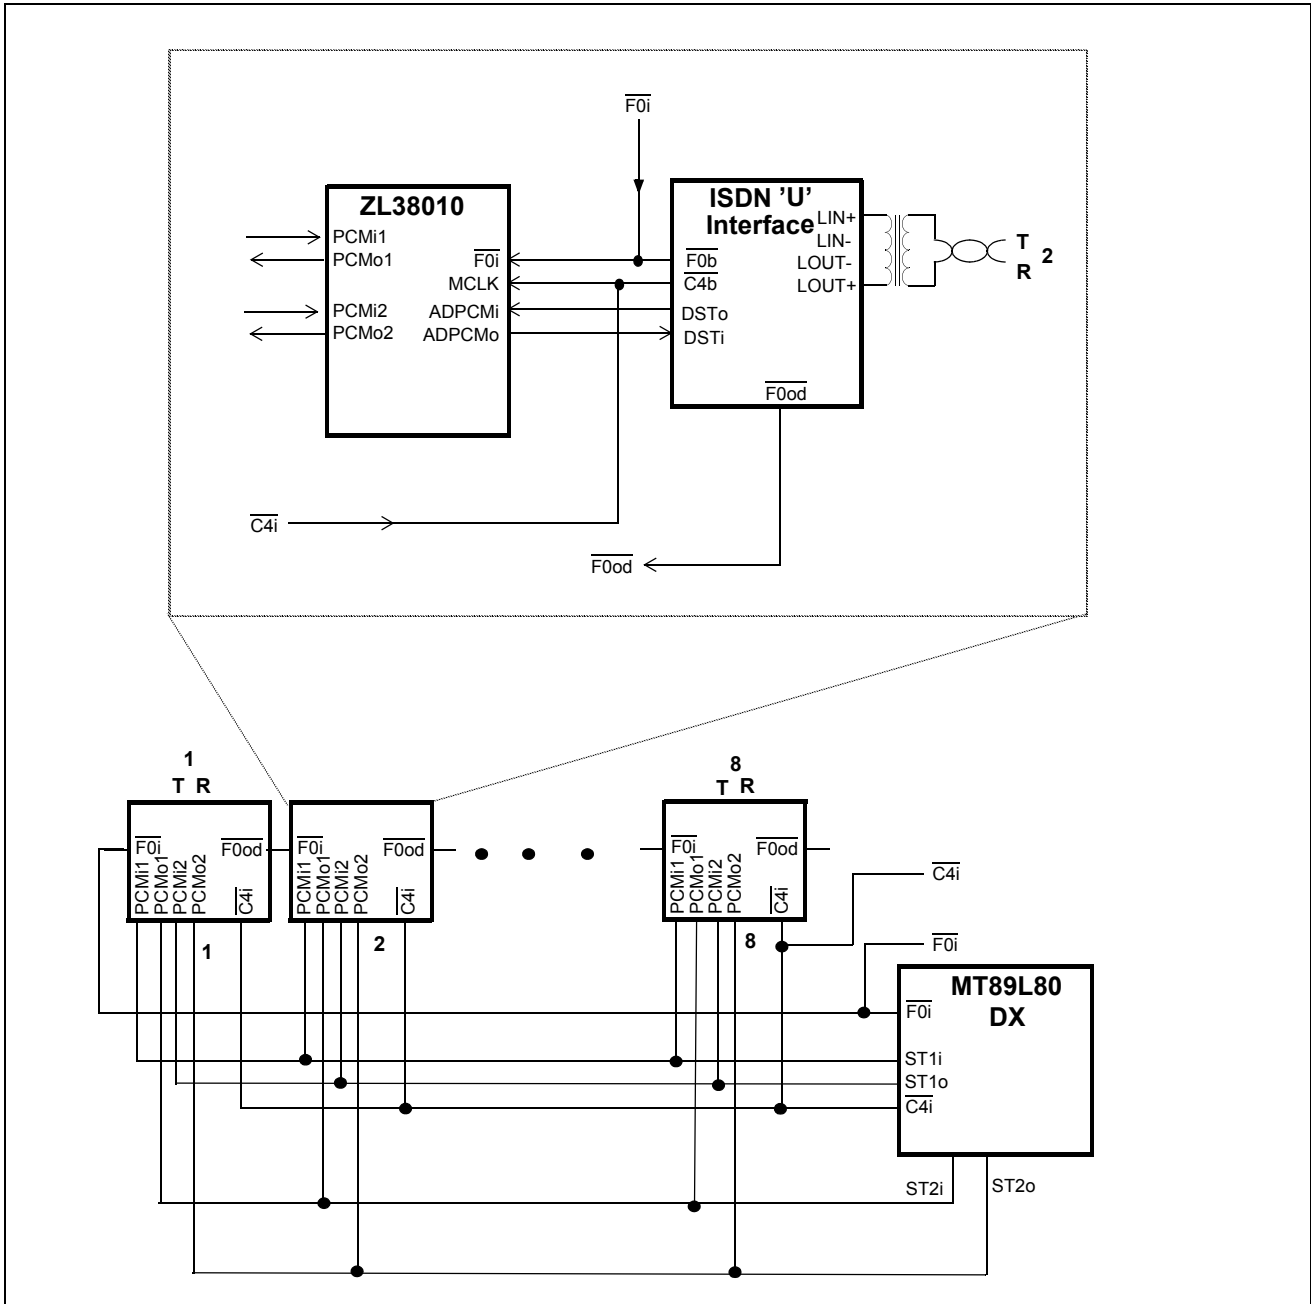 F0i
ZL38010
ISDN ’U’
Interface
PCMi1
PCMo1
PCMi2
PCMo2
F0i
MCLK
ADPCMi
ADPCMo
F0b
C4b
DSTo
DSTi
LIN+
LIN-
LOUT-
LOUT+
F0od
T
R
2
C4i
F0od
1
T R
F0i
F0od
PCMi1
PCMo1
PCMi2
PCMo2
C4i
1
F0i
F0od
PCMi1
PCMo1
PCMi2
PCMo2
C4i
2
8
T R
F0i
F0od
PCMi1
PCMo1
PCMi2
PCMo2
C4i
8
C4i
F0i
MT89L80
DX
F0i
ST1i
ST1o
C4i
ST2i
ST2o